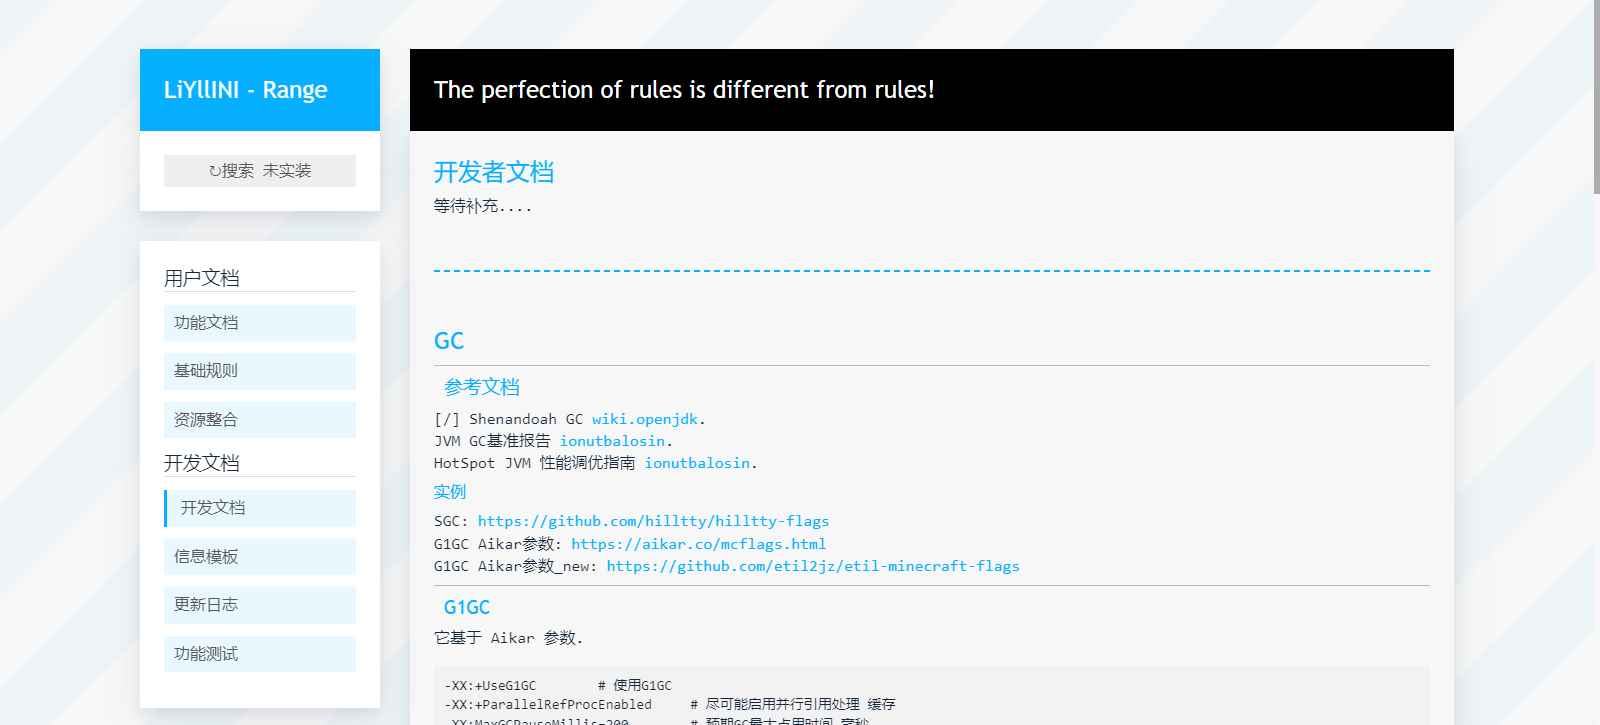 LiYllINI - Range
↻搜索 未实装
用户文档
功能文档
基础规则
资源整合
开发文档
开发文档
信息模板
更新日志
功能测试
The perfection of rules is different from rules!
开发者文档
等待补充....
GC
参考文档
[/] Shenandoah GC wiki.openjdk.
JVM GC基准报告 ionutbalosin.
HotSpot JVM 性能调优指南 ionutbalosin.
实例
SGC: https://github.com/hilltty/hilltty-flags
G1GC Aikar参数: https://aikar.co/mcflags.html
G1GC Aikar参数_new: https://github.com/etil2jz/etil-minecraft-flags
G1GC
它基于 Aikar 参数.
-XX:+UseG1GC # 使用G1GC
-XX:+ParallelRefProcEnabled # 尽可能启用并行引用处理 缓存
-XX:MaxGCPauseMillis=200 # 预期GC最大占用时间 毫秒